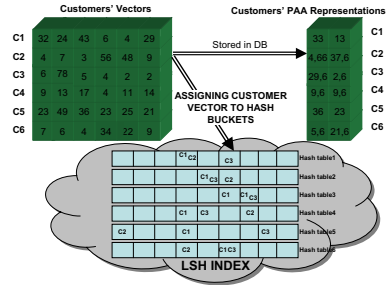 Customers' Vectors
Customers' PAA Representations
C1 32 24 43 6 4 29
C2 4 7 3 56 48 9
C3 6 78 5 4 2 2
C4 9 13 17 4 11 14
C5 23 49 36 23 25 21
C6 7 6 4 34 22 9
Stored in DB
33 13 C1
4,66 37,6 C2
29,6 2,6 C3
9,6 9,6 C4
36 23 C5
5,6 21,6 C6
ASSIGNING CUSTOMER
VECTOR TO HASH
BUCKETS
C1 C2 C3 Hash table1
C1 C3 C2 Hash table2
C1 C1 C3 Hash table3
C1 C3 C2 Hash table4
C2 C1 C3 Hash table5
C2 C1 C3 Hash table6
LSH INDEX